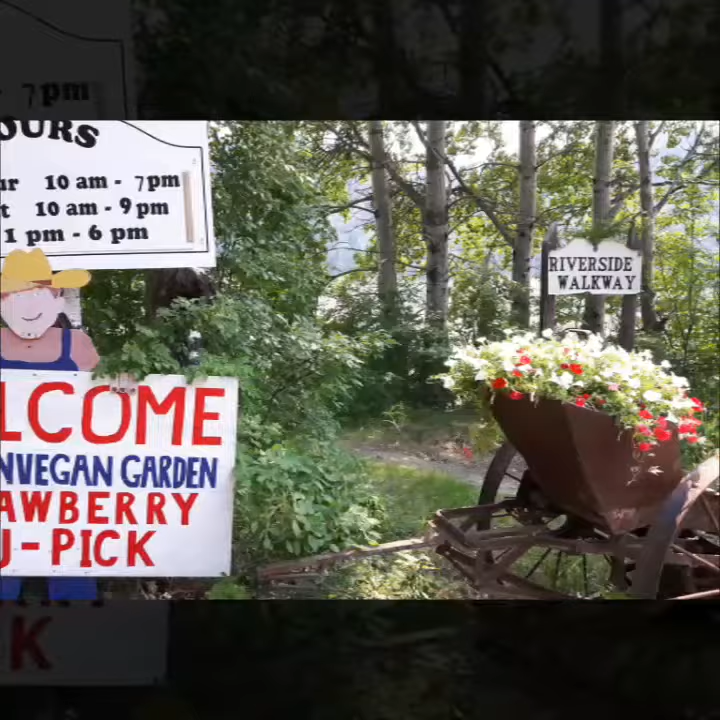 7pm
OURS
ur 10 am - 7pm
t 10 am - 9 pm
1 pm - 6 pm
LCOME
NVEGAN GARDEN
AWBERRY
U-PICK
RIVERSIDE
WALKWAY
K